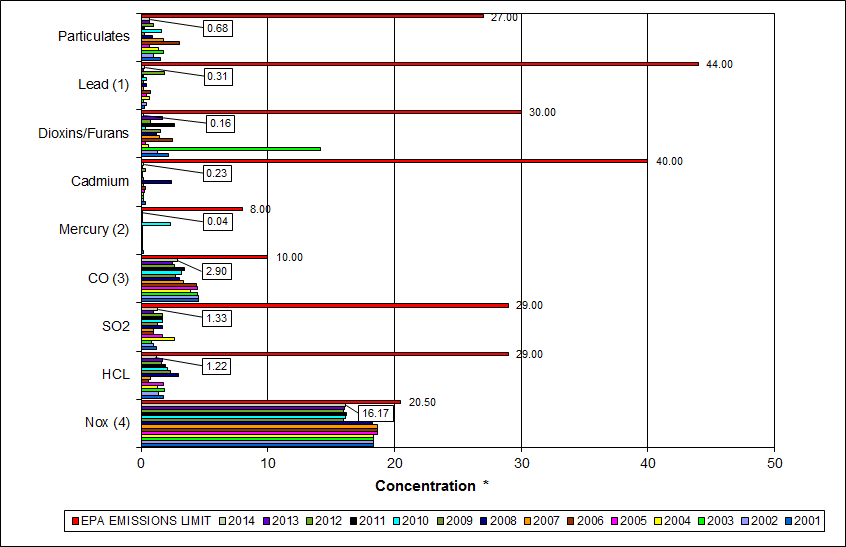 Particulates
27.00
0.68
Lead (1)
44.00
0.31
Dioxins/Furans
30.00
0.16
Cadmium
40.00
0.23
Mercury (2)
8.00
0.04
CO (3)
10.00
2.90
SO2
29.00
1.33
HCL
29.00
1.22
Nox (4)
20.50
16.17
0 10 20 30 40 50
Concentration *
EPA EMISSIONS LIMIT 2014 2013 2012 2011 2010 2009 2008 2007 2006 2005 2004 2003 2002 2001